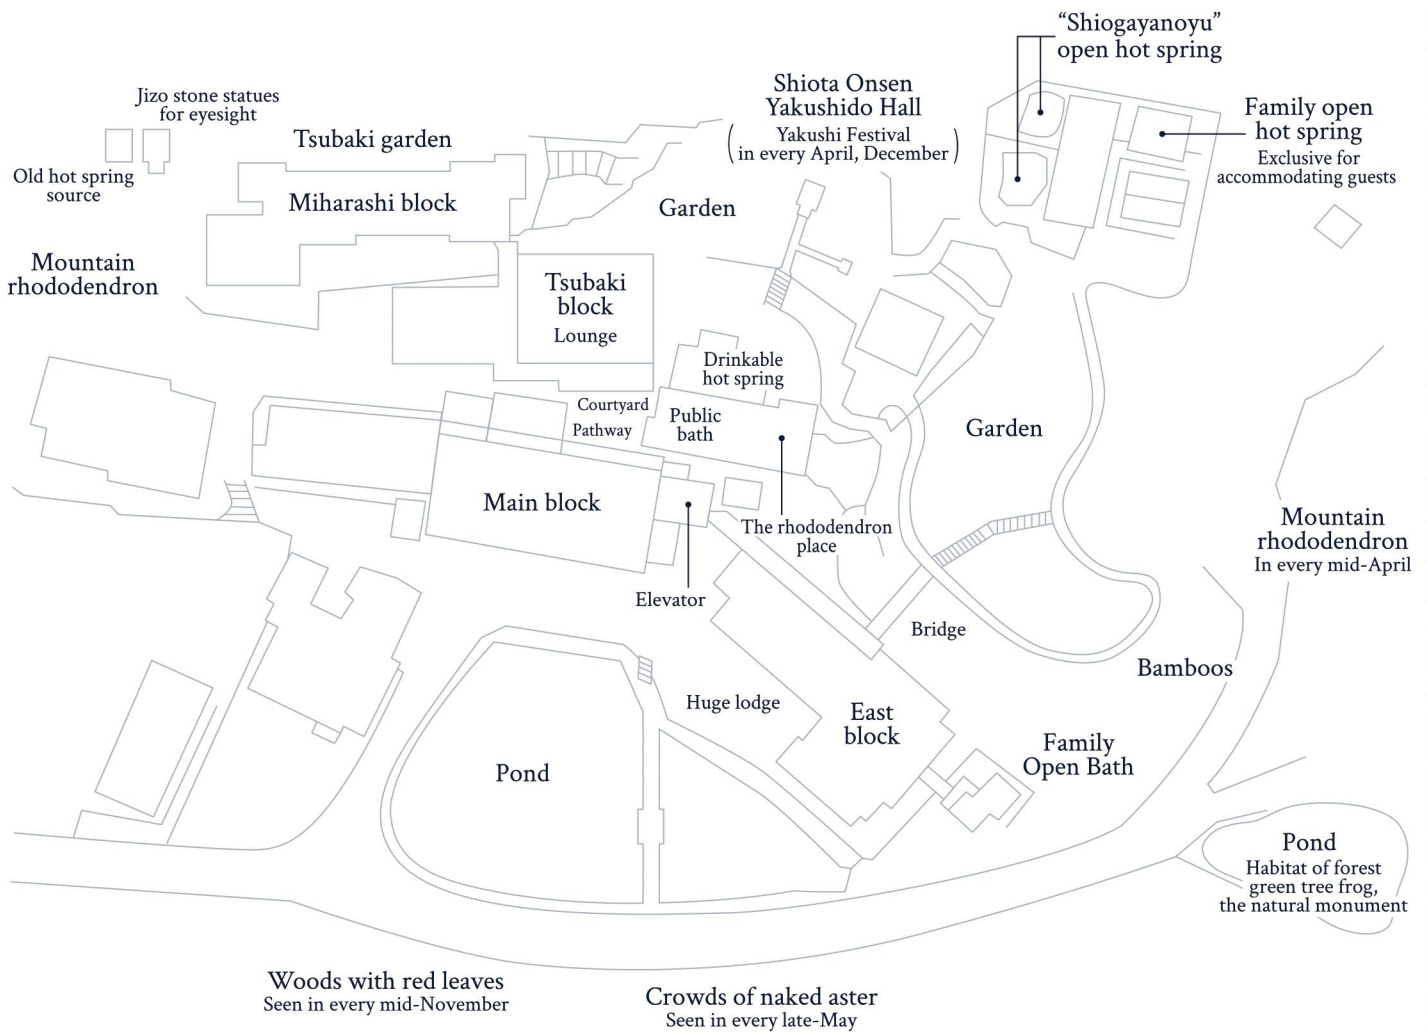 “Shiogayanoyu”
open hot spring
Shiota Onsen
Yakushido Hall
(Yakushi Festival
in every April, December)
Family open
hot spring
Exclusive for
accommodating guests
Jizo stone statues
for eyesight
Old hot spring
source
Tsubaki garden
Miharashi block
Garden
Mountain
rhododendron
Tsubaki
block
Lounge
Drinkable
hot spring
Courtyard
Pathway
Public
bath
Garden
Main block
The rhododendron
place
Elevator
Mountain
rhododendron
In every mid-April
Bridge
Bamboos
Huge lodge
East
block
Family
Open Bath
Pond
Pond
Habitat of forest
green tree frog,
the natural monument
Woods with red leaves
Seen in every mid-November
Crowds of naked aster
Seen in every late-May